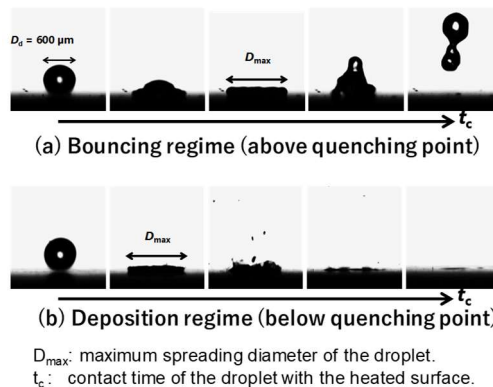 D_d = 600 µm
D_max
t_c
(a) Bouncing regime (above quenching point)
D_max
t_c
(b) Deposition regime (below quenching point)
D_max: maximum spreading diameter of the droplet.
t_c : contact time of the droplet with the heated surface.